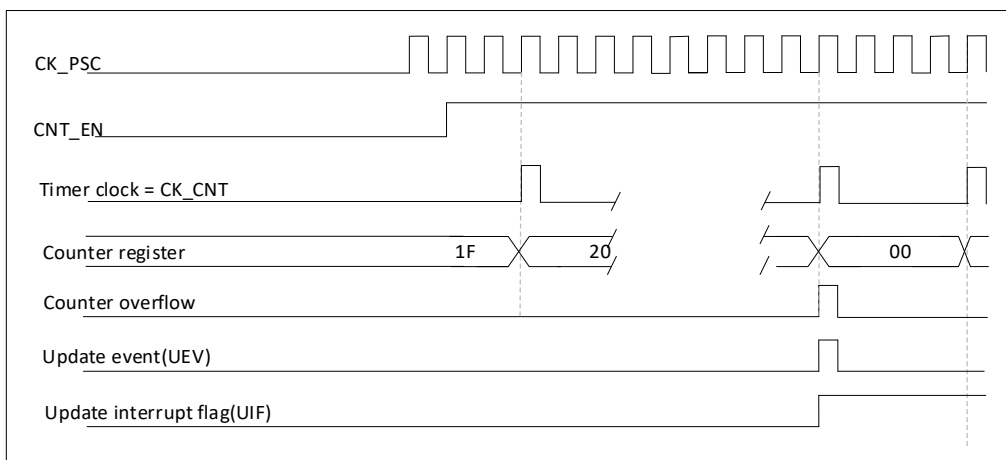 CK_PSC
CNT_EN
Timer clock = CK_CNT
Counter register 1F 20 00
Counter overflow
Update event(UEV)
Update interrupt flag(UIF)